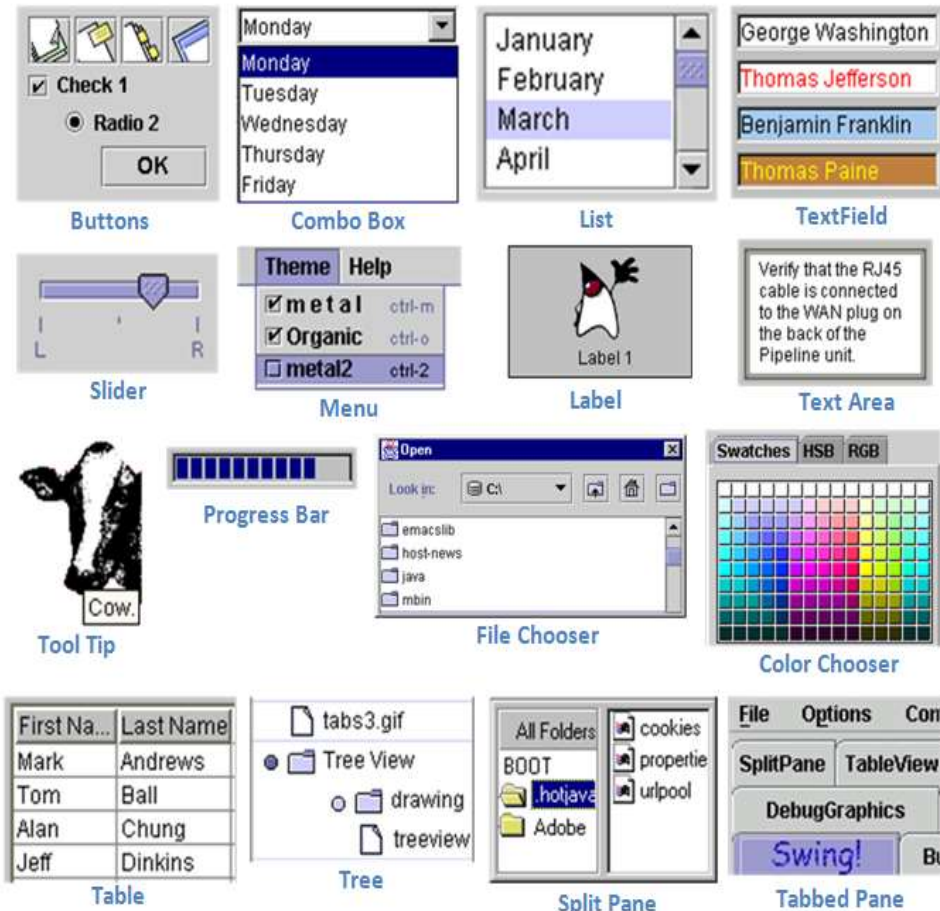 Check 1
Radio 2
OK
Buttons
Monday
Monday
Tuesday
Wednesday
Thursday
Friday
Combo Box
January
February
March
April
List
George Washington
Thomas Jefferson
Benjamin Franklin
Thomas Paine
TextField
L R
Slider
Theme Help
metal ctrl-m
Organic ctrl-o
metal2 ctrl-2
Menu
Label 1
Label
Verify that the RJ45
cable is connected
to the WAN plug on
the back of the
Pipeline unit.
Text Area
Cow.
Tool Tip
Progress Bar
Open
Look in: C:\
emacslib
host-news
java
mbin
File Chooser
Swatches HSB RGB
Color Chooser
First Na... Last Name
Mark Andrews
Tom Ball
Alan Chung
Jeff Dinkins
Table
tabs3.gif
Tree View
drawing
treeview
Tree
All Folders
BOOT
.hotjava
Adobe
cookies
propertie
urlpool
Split Pane
File Options Con
SplitPane TableView
DebugGraphics
Swing! Bu
Tabbed Pane